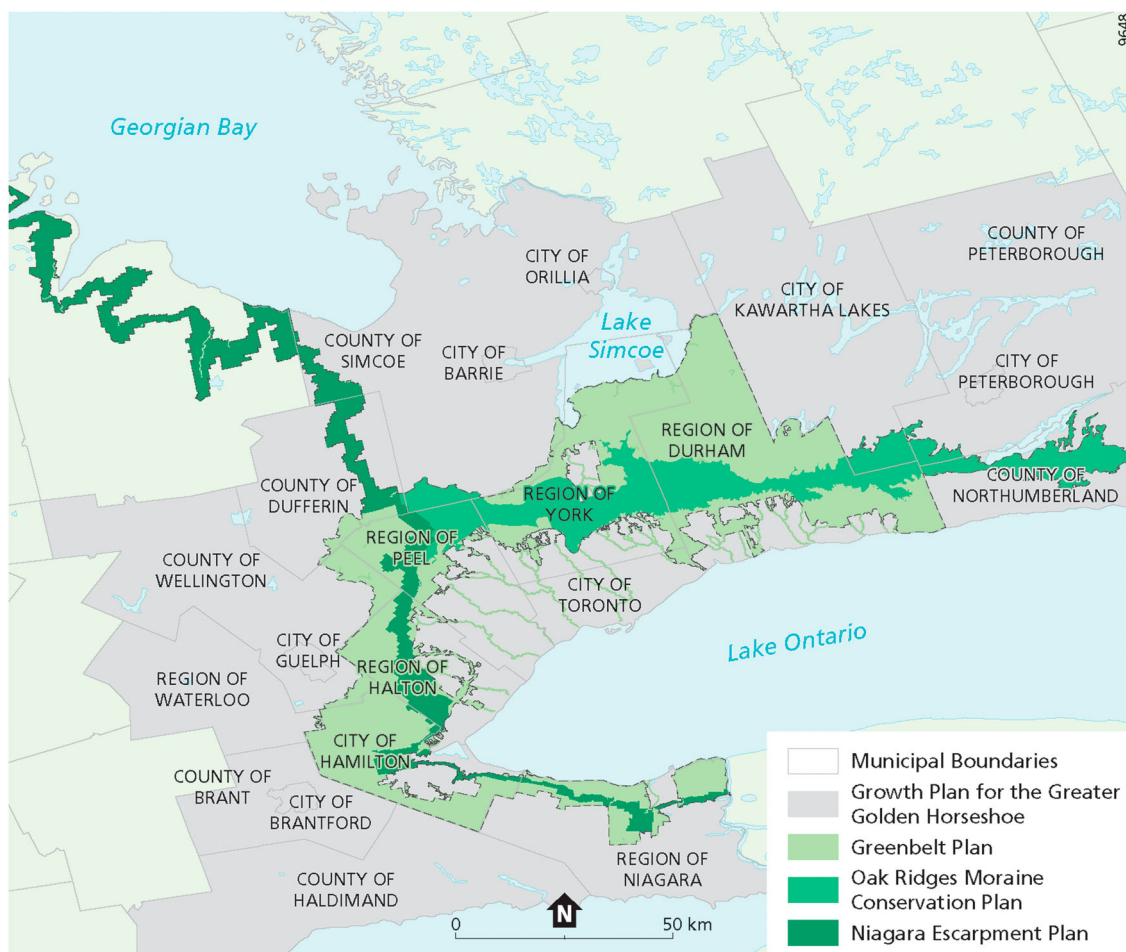 9648
Georgian Bay
COUNTY OF
PETERBOROUGH
CITY OF
ORILLIA
CITY OF
KAWARTHA LAKES
Lake
Simcoe
COUNTY OF
SIMCOE
CITY OF
BARRIE
CITY OF
PETERBOROUGH
REGION OF
DURHAM
COUNTY OF
DUFFERIN
REGION OF
YORK
COUNTY OF
NORTHUMBERLAND
REGION OF
PEEL
COUNTY OF
WELLINGTON
CITY OF
TORONTO
CITY OF
GUELPH
Lake Ontario
REGION OF
HALTON
REGION OF
WATERLOO
CITY OF
HAMILTON
COUNTY OF
BRANT
CITY OF
BRANTFORD
REGION OF
NIAGARA
COUNTY OF
HALDIMAND
N
0 50 km
Municipal Boundaries
Growth Plan for the Greater
Golden Horseshoe
Greenbelt Plan
Oak Ridges Moraine
Conservation Plan
Niagara Escarpment Plan